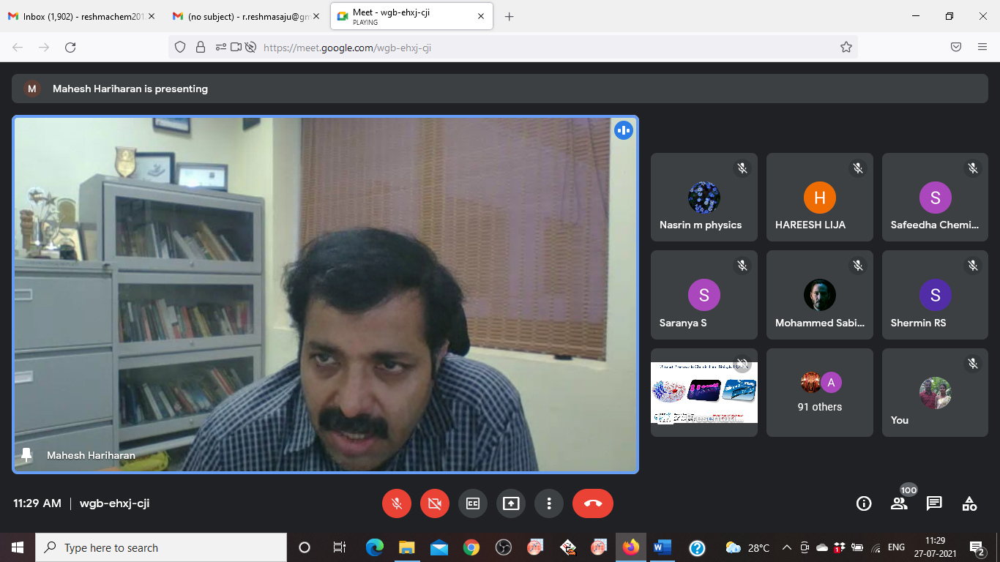 Inbox (1,902) - reshmachem201
(no subject) - r.reshmasaju@gm
Meet - wgb-ehxj-cji
PLAYING
https://meet.google.com/wgb-ehxj-cji
M
Mahesh Hariharan is presenting
Nasrin m physics
H
HAREESH LIJA
S
Safeedha Chemi...
S
Saranya S
Mohammed Sabi...
S
Shermin RS
Presentati...
A
91 others
You
Mahesh Hariharan
11:29 AM | wgb-ehxj-cji
CC
100
Type here to search
W
?
28°C
1
ENG
11:29
27-07-2021
2